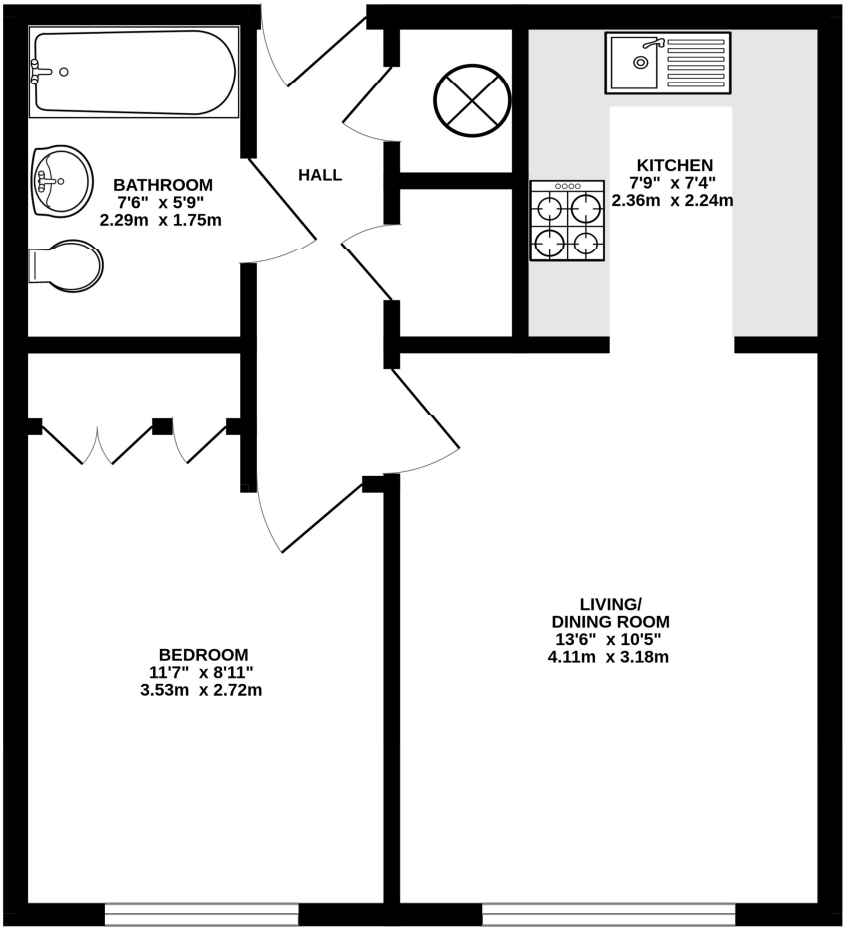 HALL
BATHROOM
7'6" x 5'9"
2.29m x 1.75m
KITCHEN
7'9" x 7'4"
2.36m x 2.24m
LIVING/
DINING ROOM
13'6" x 10'5"
4.11m x 3.18m
BEDROOM
11'7" x 8'11"
3.53m x 2.72m